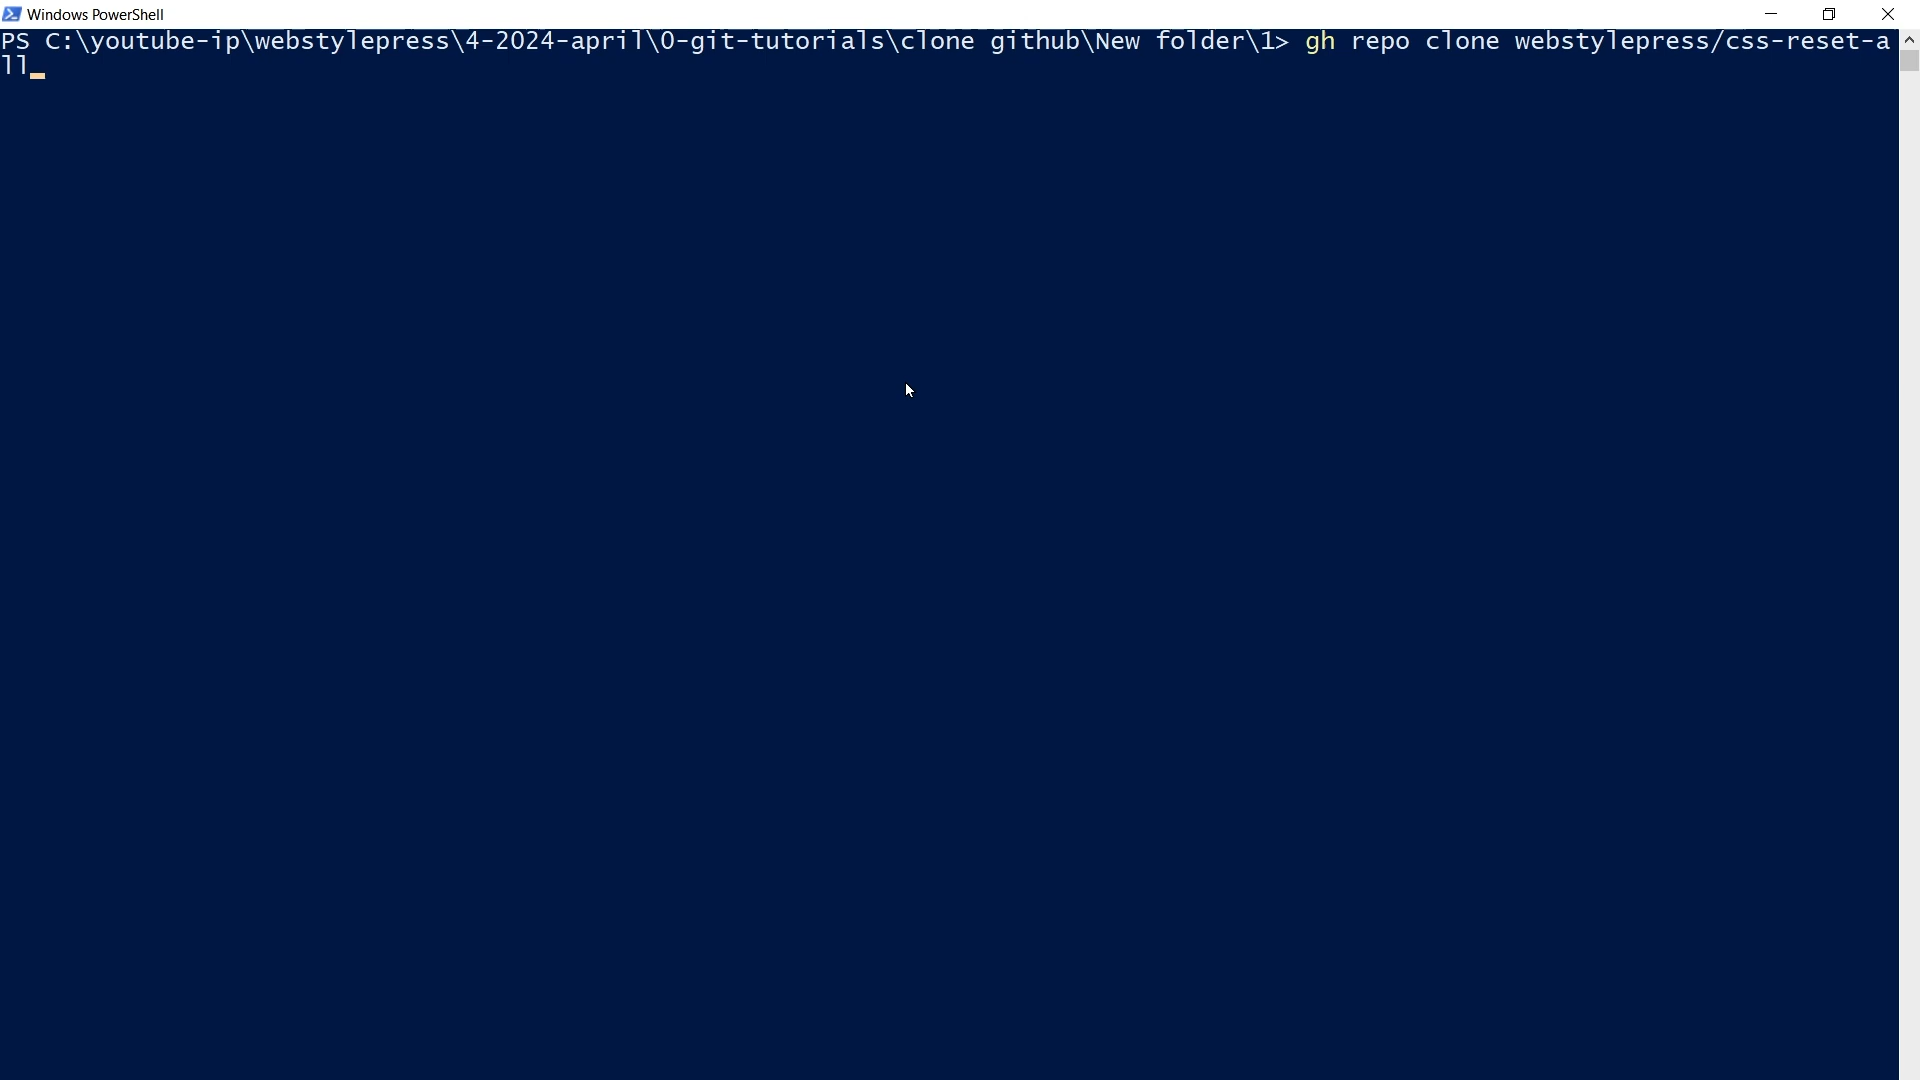 Windows PowerShell
PS C:\youtube-ip\webstylepress\4-2024-april\0-git-tutorials\clone github\New folder\1> gh repo clone webstylepress/css-reset-a
ll_